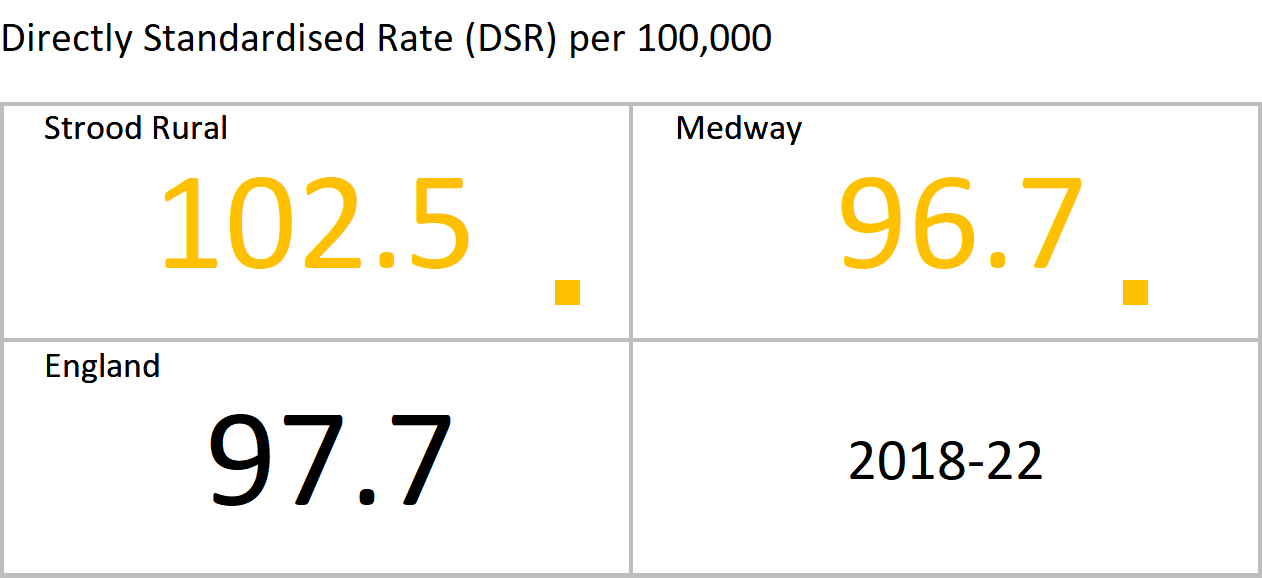 Directly Standardised Rate (DSR) per 100,000
Strood Rural
102.5
Medway
96.7
England
97.7
2018-22